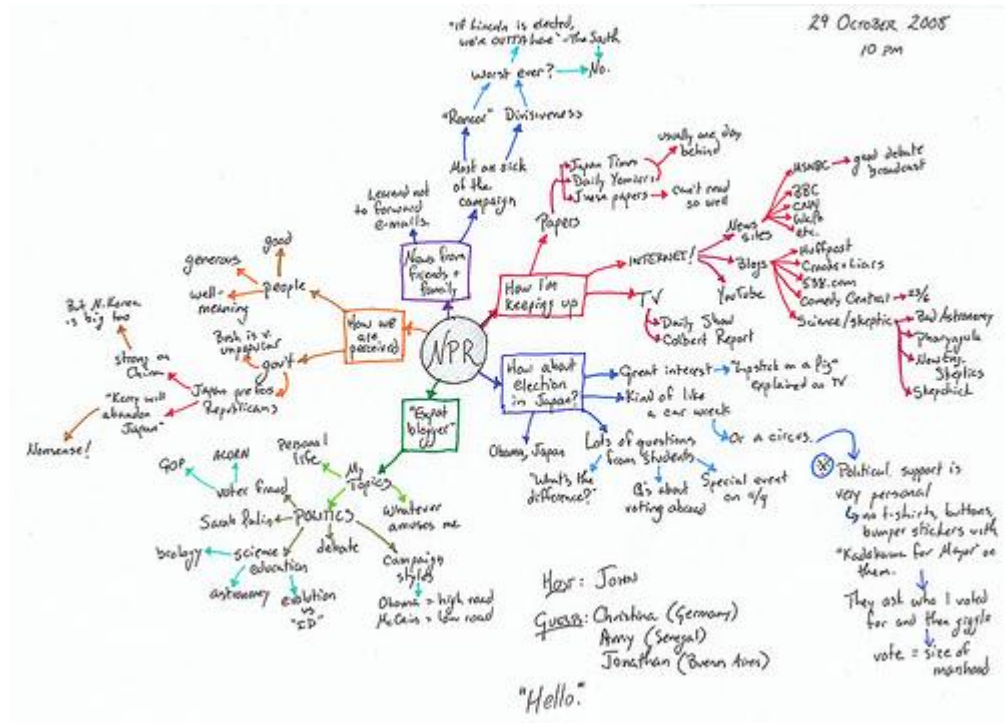 29 October 2008
10 pm
"If Lincoln is elected,
we're OUTTA here" - The South
Worst ever?
No.
"Rancor"
Divisiveness
Most are sick
of the
campaign
Learned not
to forward
e-mails.
News from
friends +
family
usually one day
behind
Japan Times
Daily Yomiuri
J-news papers
can't read
so well
Papers
MSNBC
good debate
broadcast
BBC
CNN
etc.
News
sites
INTERNET!
Blogs
YouTube
Huffpost
Crooks + Liars
538.com
Comedy Central
23/6
Science/skeptic
Bad Astronomy
Pharyngula
New Eng.
Skeptics
Skepchick
How I'm
keeping up
TV
Daily Show
Colbert Report
good
generous
people
well-
meaning
How we
are
perceived
NPR
Bush is v.
unpopular
gov't
But N. Korea
is big too
strong on
China
Japan prefers
Republicans
"Kerry will
abandon
Japan"
Nonsense!
How about
election
in Japan?
Great interest
"lipstick on a pig"
explained on TV
Kind of like
a car wreck
Or a circus.
Obama, Japan
Lots of questions
from students
"What's the
difference?"
Q's about
voting abroad
Special event
on 11/4
Political support is
very personal
no t-shirts, buttons,
bumper stickers with
"Kadokawa for Mayor" on
them.
They ask who I voted
for and then giggle
vote = size of
manhood
"Expat
blogger"
Personal
life
My
Topics
Whatever
amuses me
GOP
ACORN
voter fraud
Sarah Palin
POLITICS
debate
biology
science
education
astronomy
evolution
vs
"ID"
campaign
styles
Obama = high road
McCain = low road
Host: John
Guests: Christina (Germany)
Amy (Senegal)
Jonathan (Buenos Aires)
"Hello."